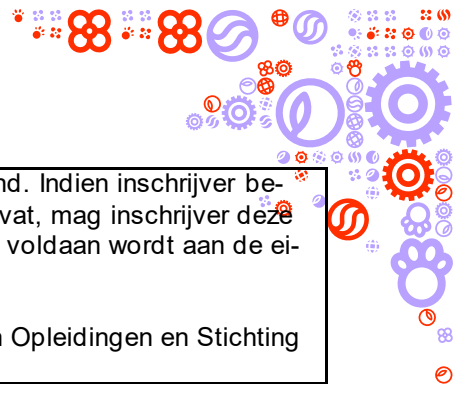 nd. Indien inschrijver be-
vat, mag inschrijver deze
voldaan wordt aan de ei-
n Opleidingen en Stichting